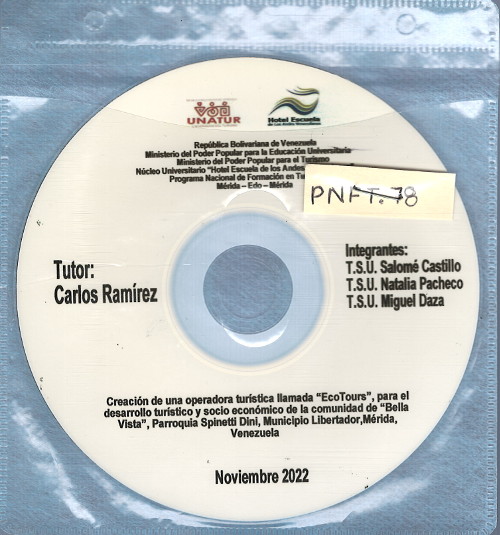 UNATUR
Hotel Escuela
República Bolivariana de Venezuela
Ministerio del Poder Popular para la Educación Universitaria
Ministerio del Poder Popular para el Turismo
Núcleo Universitario "Hotel Escuela de los Andes
Programa Nacional de Formación en Tu
Mérida – Edo – Mérida
PNFT.78
Tutor:
Carlos Ramírez
Integrantes:
T.S.U. Salomé Castillo
T.S.U. Natalia Pacheco
T.S.U. Miguel Daza
Creación de una operadora turística llamada "EcoTours", para el
desarrollo turístico y socio económico de la comunidad de "Bella
Vista", Parroquia Spinetti Dini, Municipio Libertador,Mérida,
Venezuela
Noviembre 2022